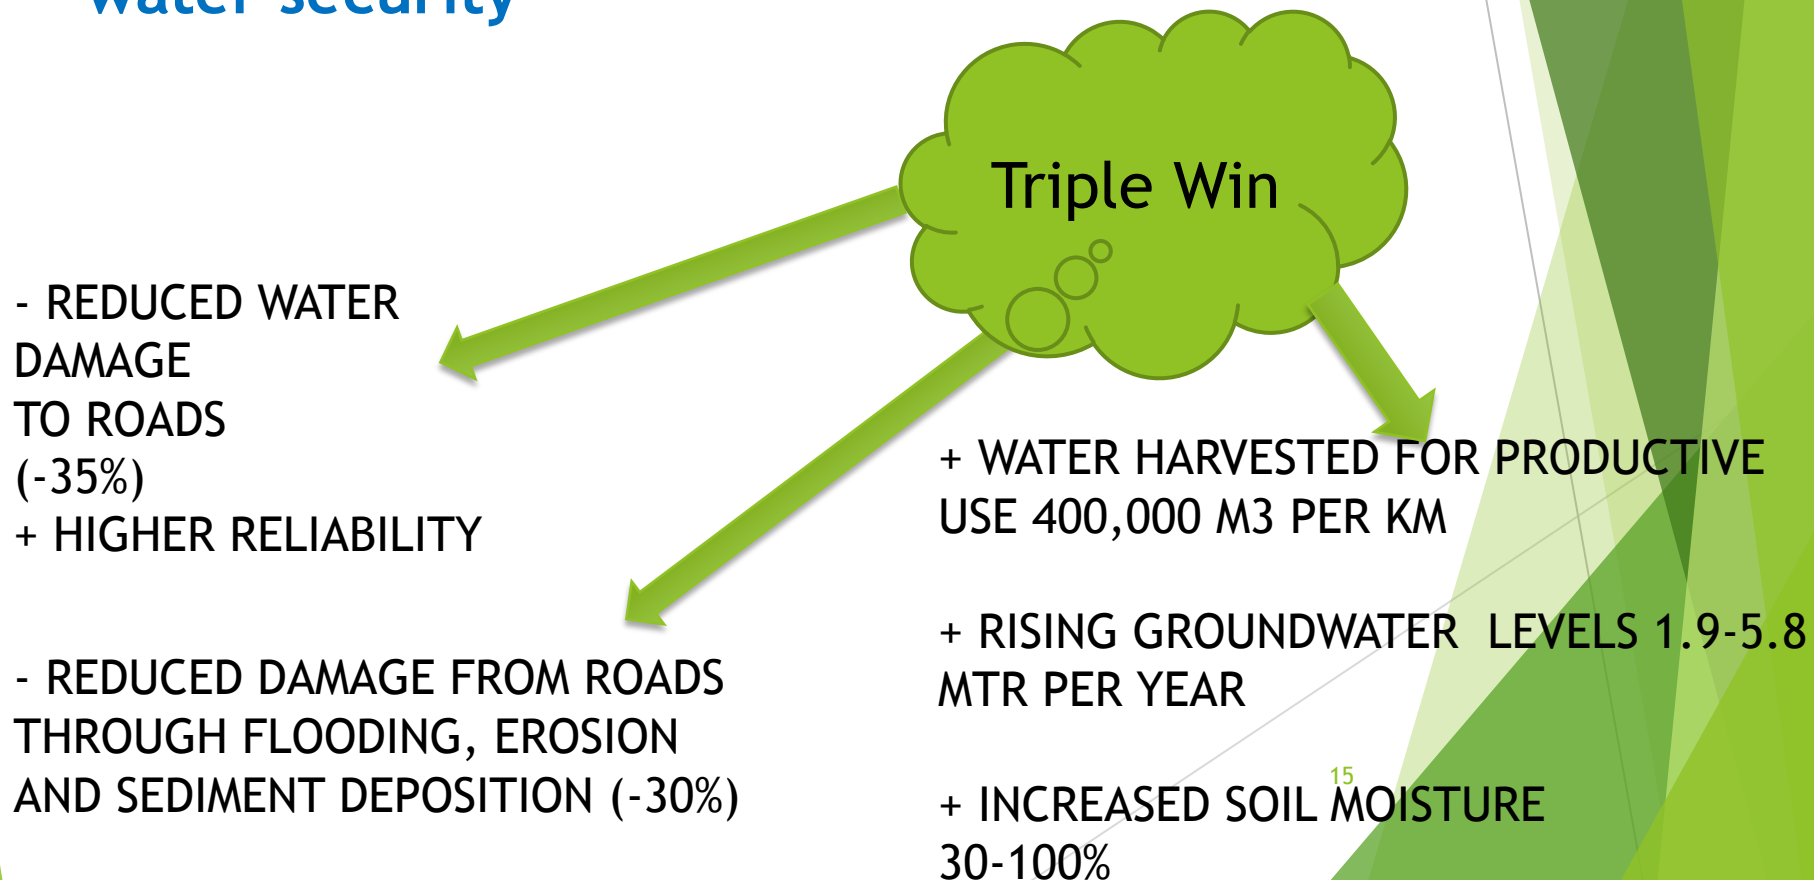 water security
Triple Win
- REDUCED WATER
DAMAGE
TO ROADS
(-35%)
+ HIGHER RELIABILITY
- REDUCED DAMAGE FROM ROADS
THROUGH FLOODING, EROSION
AND SEDIMENT DEPOSITION (-30%)
+ WATER HARVESTED FOR PRODUCTIVE
USE 400,000 M3 PER KM
+ RISING GROUNDWATER LEVELS 1.9-5.8
MTR PER YEAR
15
+ INCREASED SOIL MOISTURE
30-100%